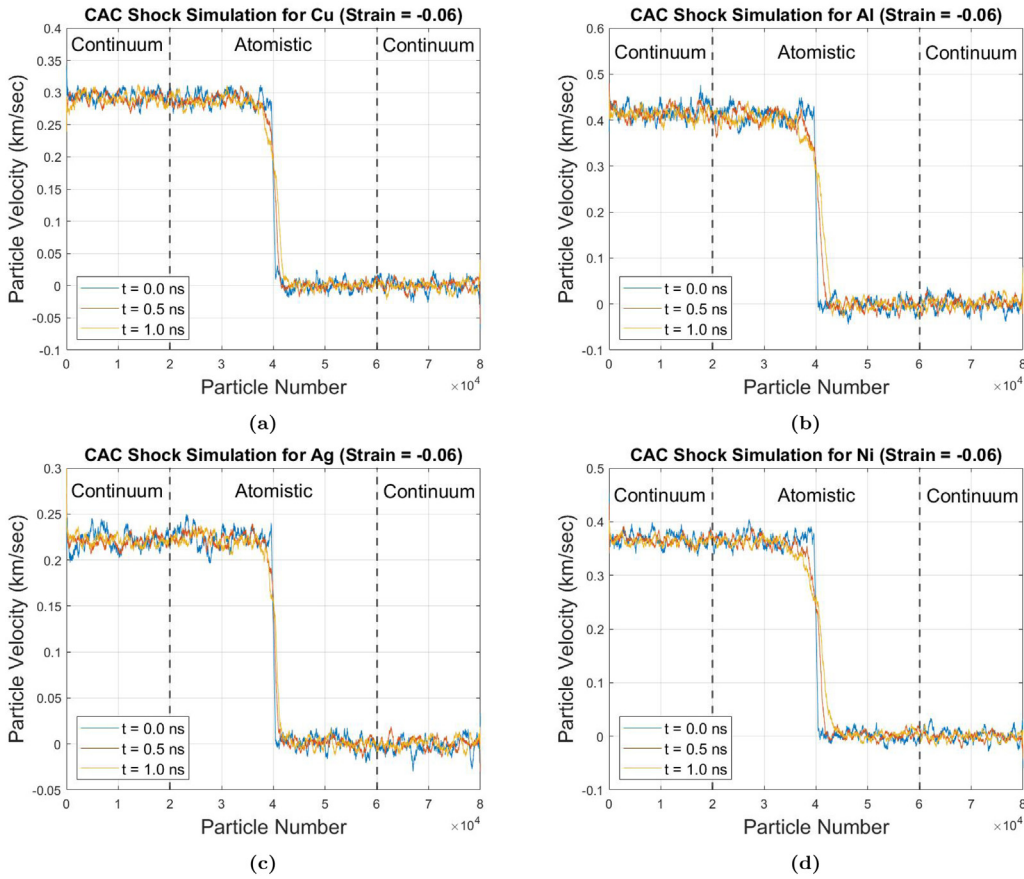 CAC Shock Simulation for Cu (Strain = -0.06)
Continuum Atomistic Continuum
Particle Velocity (km/sec)
0.4
0.35
0.3
0.25
0.2
0.15
0.1
0.05
0
-0.05
-0.1
t = 0.0 ns
t = 0.5 ns
t = 1.0 ns
0 1 2 3 4 5 6 7 8
Particle Number
×10⁴
(a)
CAC Shock Simulation for Al (Strain = -0.06)
Continuum Atomistic Continuum
Particle Velocity (km/sec)
0.6
0.5
0.4
0.3
0.2
0.1
0
-0.1
t = 0.0 ns
t = 0.5 ns
t = 1.0 ns
0 1 2 3 4 5 6 7 8
Particle Number
×10⁴
(b)
CAC Shock Simulation for Ag (Strain = -0.06)
Continuum Atomistic Continuum
Particle Velocity (km/sec)
0.3
0.25
0.2
0.15
0.1
0.05
0
-0.05
t = 0.0 ns
t = 0.5 ns
t = 1.0 ns
0 1 2 3 4 5 6 7 8
Particle Number
×10⁴
(c)
CAC Shock Simulation for Ni (Strain = -0.06)
Continuum Atomistic Continuum
Particle Velocity (km/sec)
0.5
0.4
0.3
0.2
0.1
0
-0.1
t = 0.0 ns
t = 0.5 ns
t = 1.0 ns
0 1 2 3 4 5 6 7 8
Particle Number
×10⁴
(d)